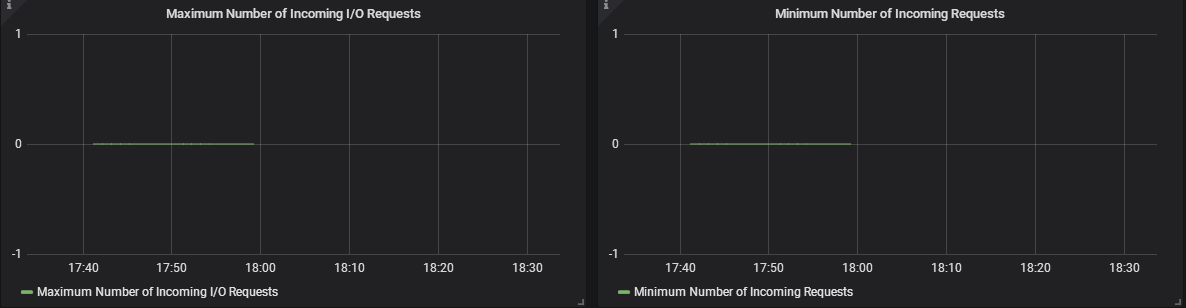 Maximum Number of Incoming I/O Requests
1
0
-1
17:40 17:50 18:00 18:10 18:20 18:30
Maximum Number of Incoming I/O Requests
Minimum Number of Incoming Requests
1
0
-1
17:40 17:50 18:00 18:10 18:20 18:30
Minimum Number of Incoming Requests